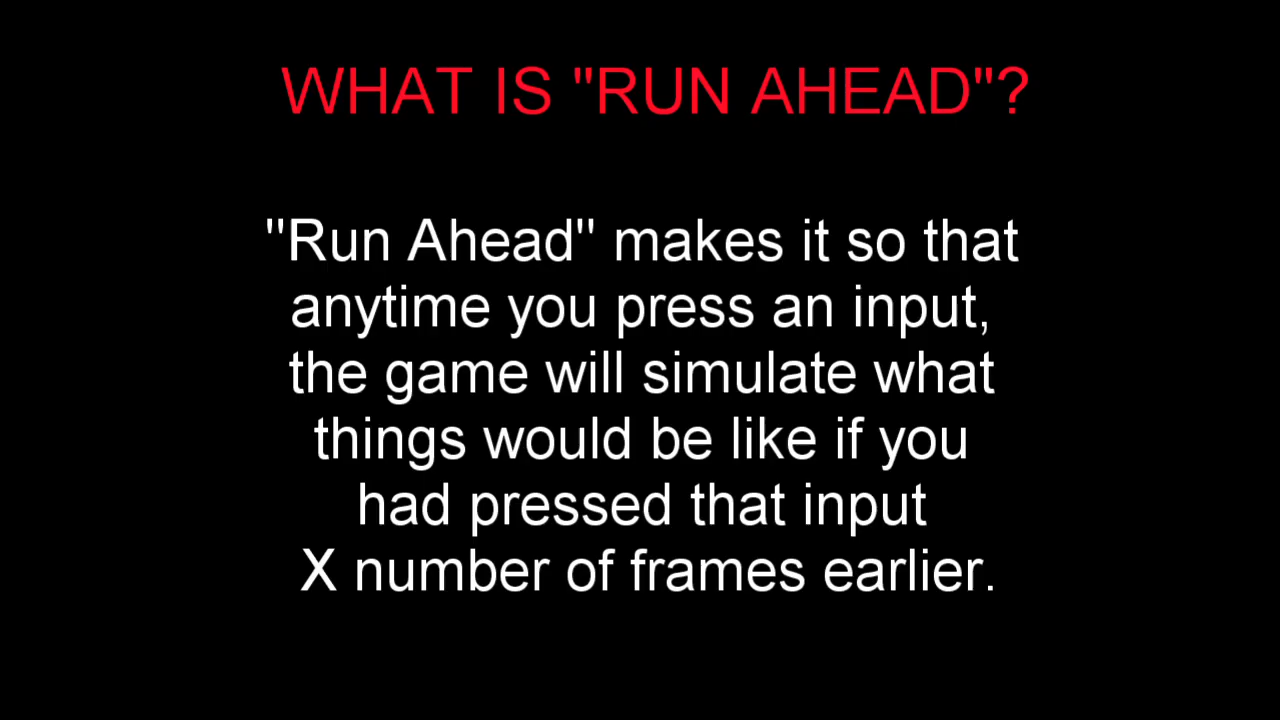 WHAT IS "RUN AHEAD"?
"Run Ahead" makes it so that
anytime you press an input,
the game will simulate what
things would be like if you
had pressed that input
X number of frames earlier.